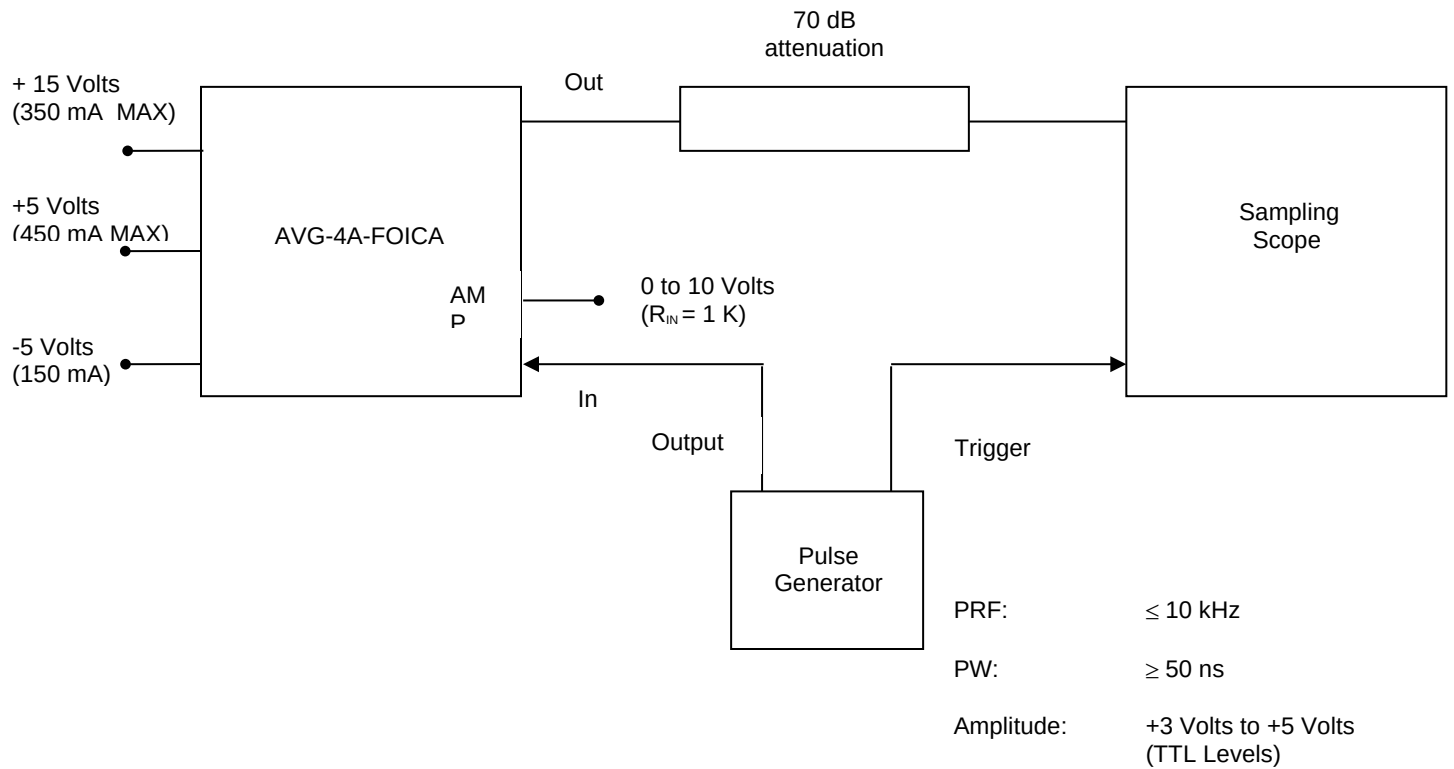 70 dB
attenuation
+ 15 Volts
(350 mA MAX)
Out
+5 Volts
(450 mA MAX)
AVG-4A-FOICA
Sampling
Scope
AM
P
0 to 10 Volts
(RIN = 1 K)
-5 Volts
(150 mA)
In
Output
Trigger
Pulse
Generator
PRF: ≤ 10 kHz
PW: ≥ 50 ns
Amplitude: +3 Volts to +5 Volts
(TTL Levels)